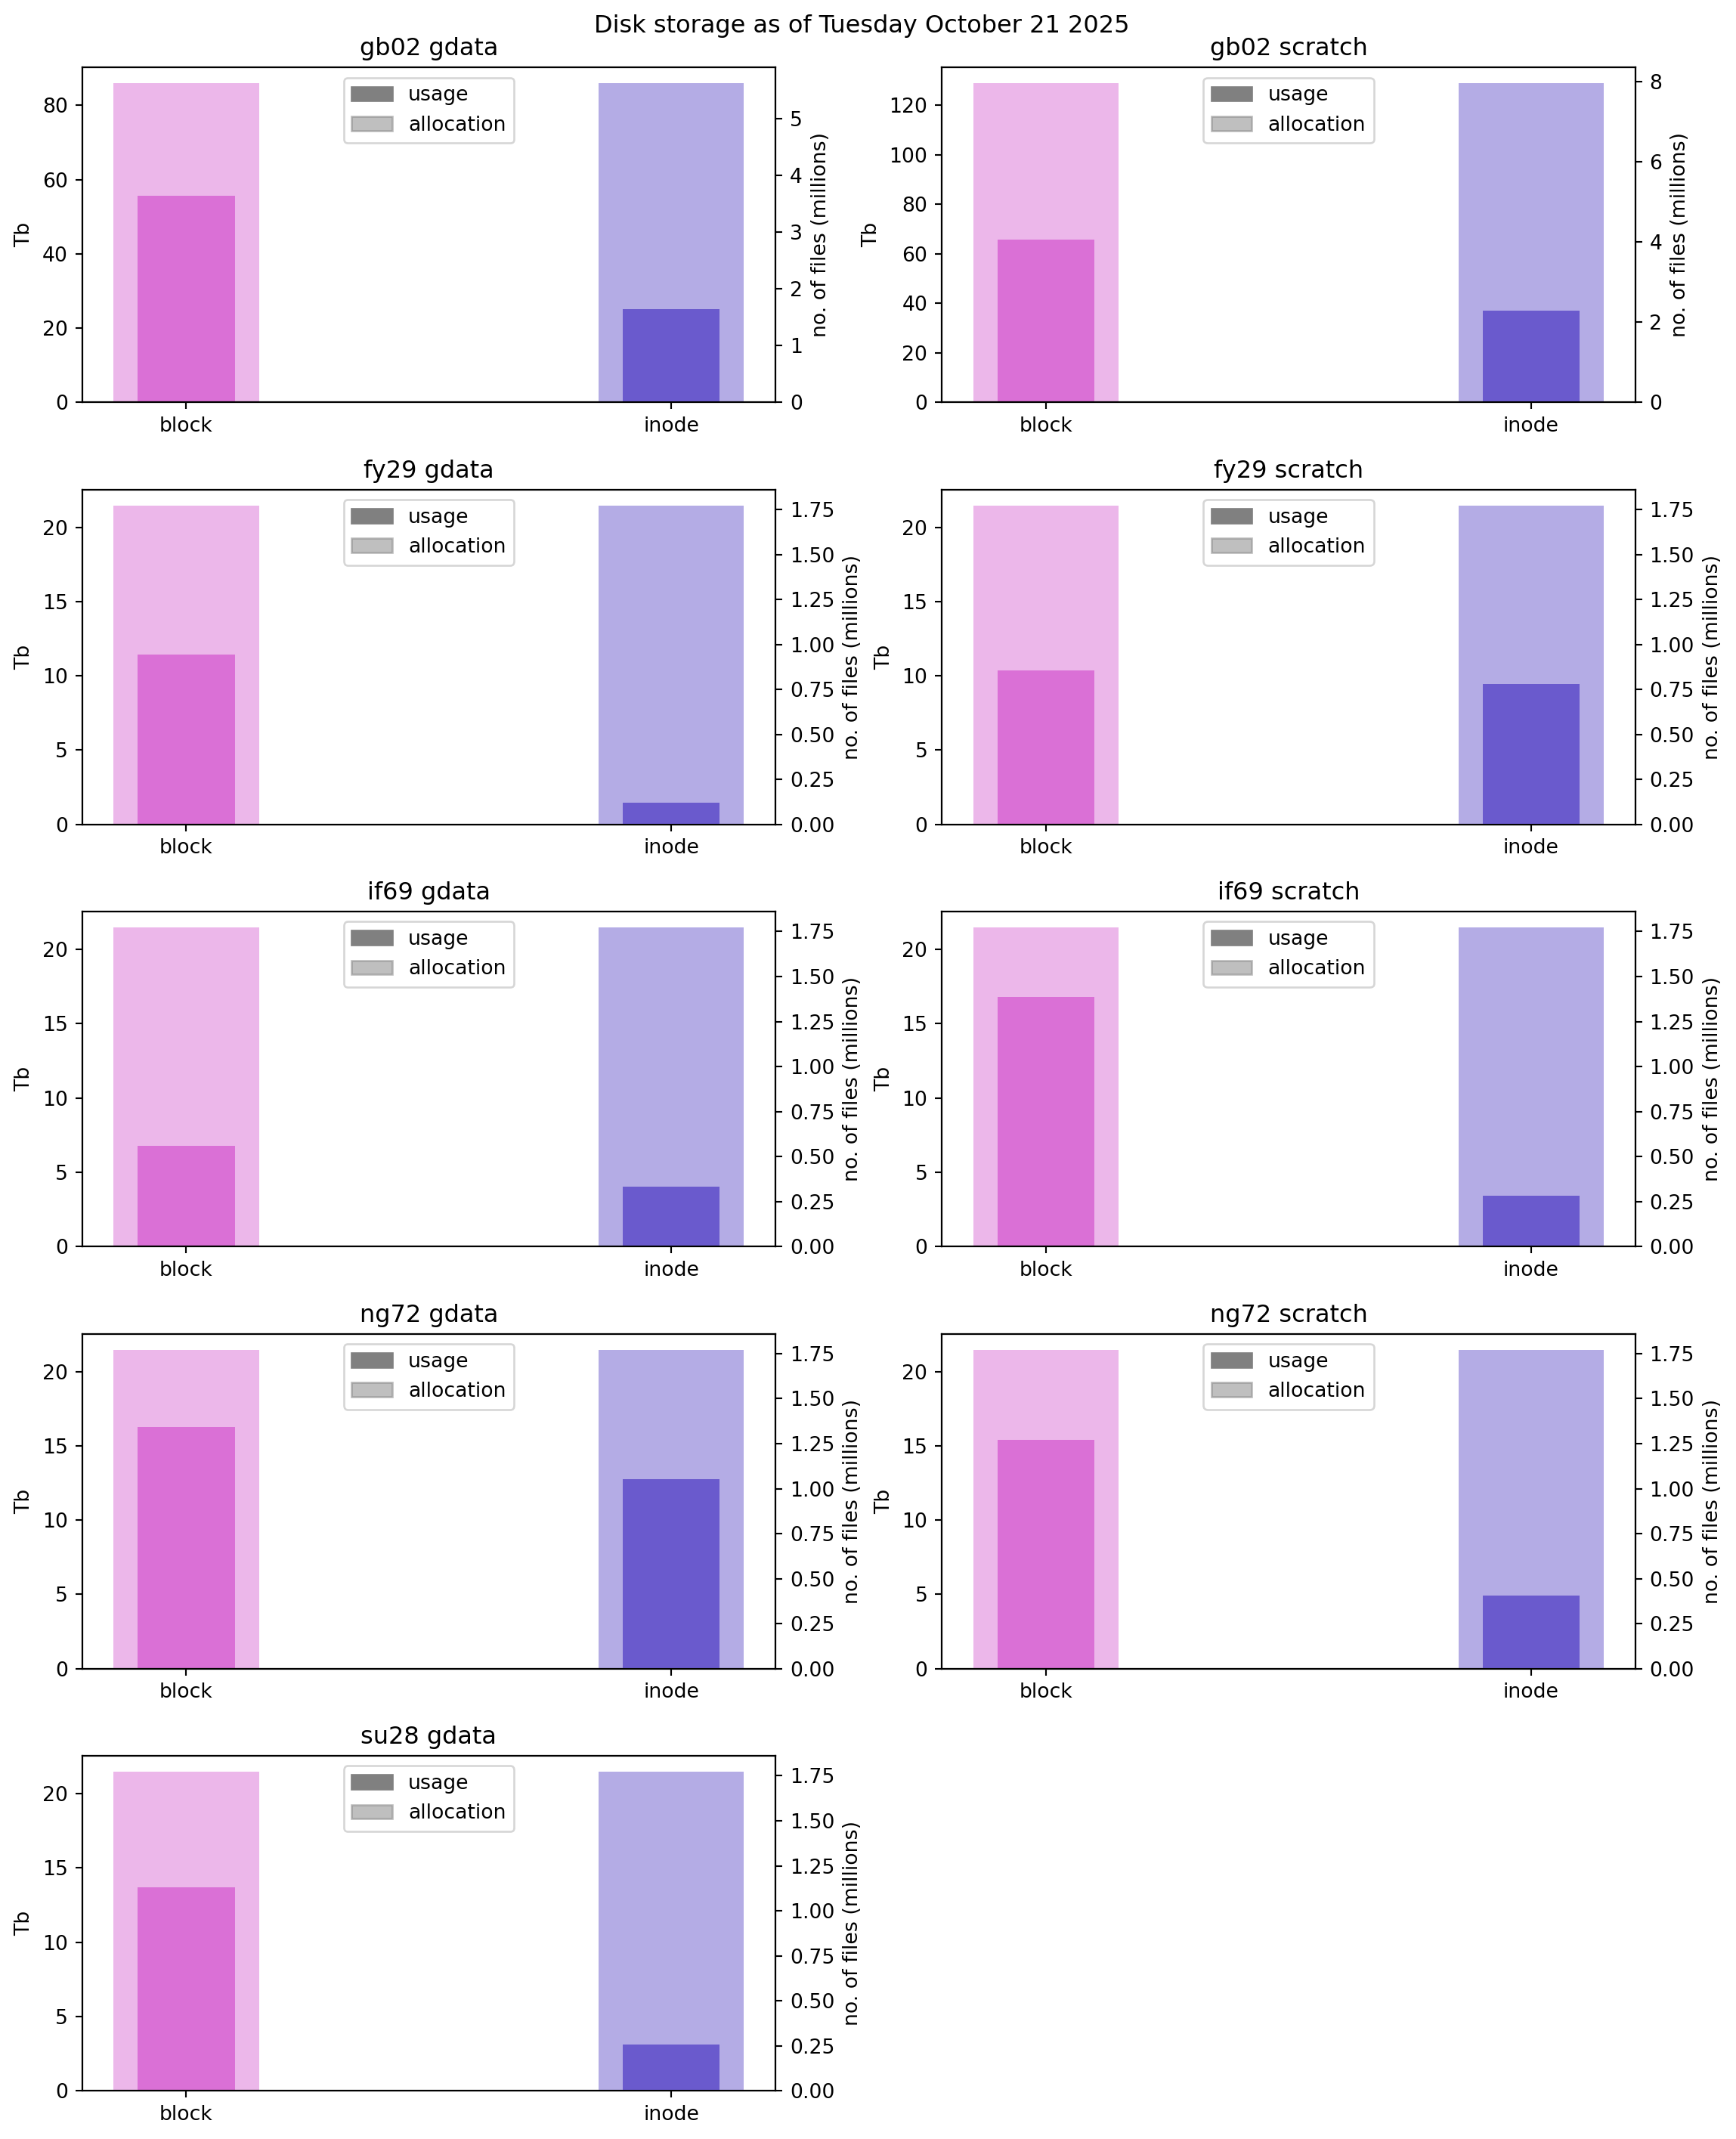 Disk storage as of Tuesday October 21 2025
gb02 gdata
usage
allocation
80
60
40
20
0
Tb
5
4
3
2
1
0
no. of files (millions)
block
inode
gb02 scratch
usage
allocation
120
100
80
60
40
20
0
Tb
8
6
4
2
0
no. of files (millions)
block
inode
fy29 gdata
usage
allocation
20
15
10
5
0
Tb
1.75
1.50
1.25
1.00
0.75
0.50
0.25
0.00
no. of files (millions)
block
inode
fy29 scratch
usage
allocation
20
15
10
5
0
Tb
1.75
1.50
1.25
1.00
0.75
0.50
0.25
0.00
no. of files (millions)
block
inode
if69 gdata
usage
allocation
20
15
10
5
0
Tb
1.75
1.50
1.25
1.00
0.75
0.50
0.25
0.00
no. of files (millions)
block
inode
if69 scratch
usage
allocation
20
15
10
5
0
Tb
1.75
1.50
1.25
1.00
0.75
0.50
0.25
0.00
no. of files (millions)
block
inode
ng72 gdata
usage
allocation
20
15
10
5
0
Tb
1.75
1.50
1.25
1.00
0.75
0.50
0.25
0.00
no. of files (millions)
block
inode
ng72 scratch
usage
allocation
20
15
10
5
0
Tb
1.75
1.50
1.25
1.00
0.75
0.50
0.25
0.00
no. of files (millions)
block
inode
su28 gdata
usage
allocation
20
15
10
5
0
Tb
1.75
1.50
1.25
1.00
0.75
0.50
0.25
0.00
no. of files (millions)
block
inode